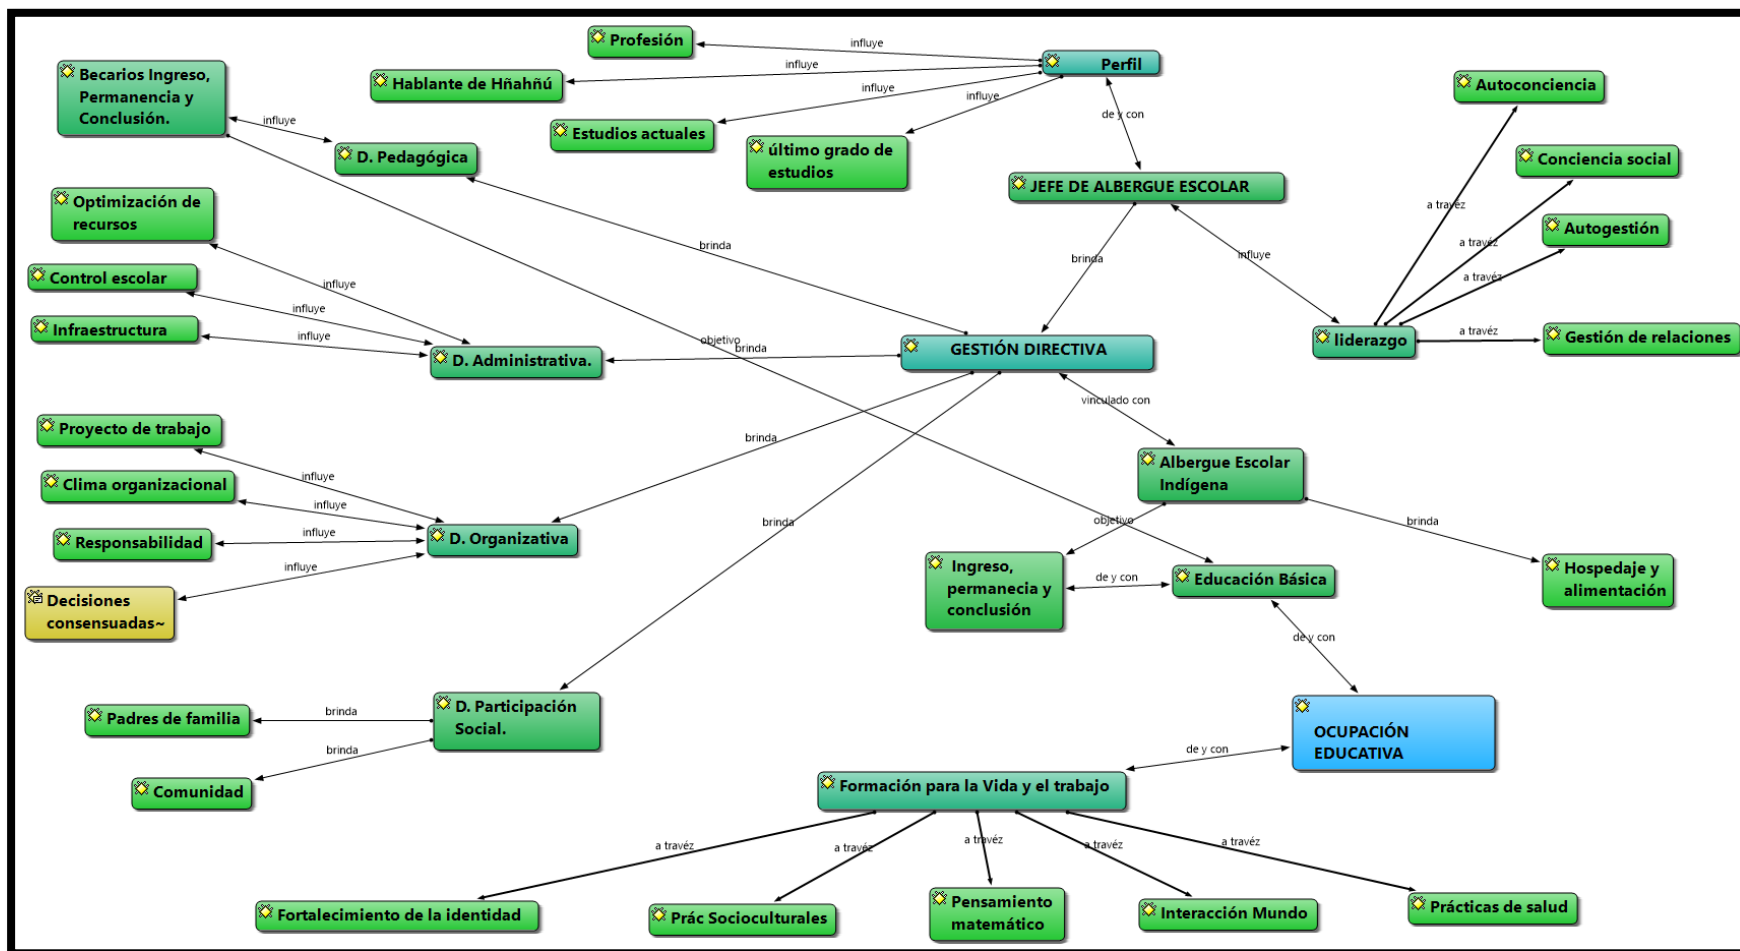 Profesión
influye
Perfil
Hablante de Hñahñú
influye
Becarios Ingreso,
Permanencia y
Conclusión.
influye
D. Pedagógica
Estudios actuales
influye
influye
último grado de
estudios
de y con
JEFE DE ALBERGUE ESCOLAR
Autoconciencia
Conciencia social
Autogestión
Gestión de relaciones
a travéz
a travéz
a travéz
a travéz
liderazgo
influye
brinda
Optimización de
recursos
influye
Control escolar
influye
Infraestructura
influye
D. Administrativa.
brinda
objetivo
brinda
GESTIÓN DIRECTIVA
vinculado con
Albergue Escolar
Indígena
objetivo
brinda
Hospedaje y
alimentación
Ingreso,
permanecia y
conclusión
de y con
Educación Básica
de y con
OCUPACIÓN
EDUCATIVA
brinda
brinda
Proyecto de trabajo
influye
Clima organizacional
influye
Responsabilidad
influye
D. Organizativa
influye
Decisiones
consensuadas~
D. Participación
Social.
Padres de familia
brinda
brinda
Comunidad
de y con
Formación para la Vida y el trabajo
a travéz
a travéz
a travéz
a travéz
a travéz
Fortalecimiento de la identidad
Prác Socioculturales
Pensamiento
matemático
Interacción Mundo
Prácticas de salud